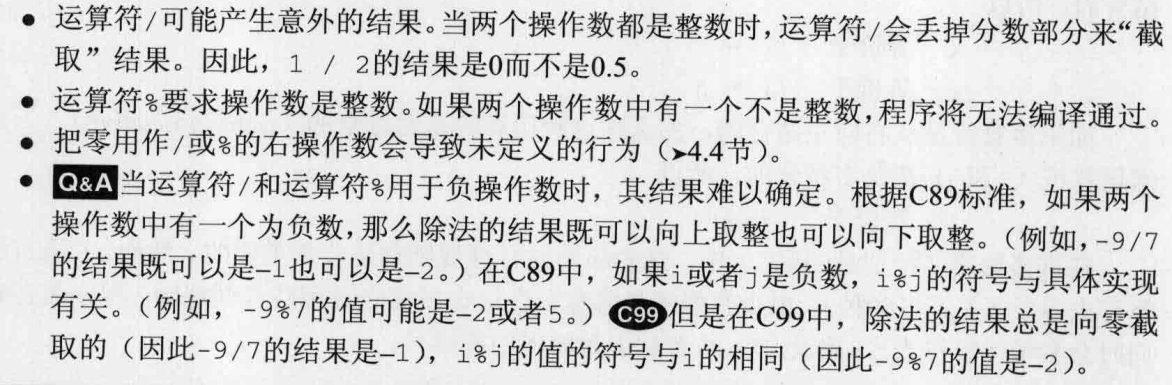 ● 运算符/可能产生意外的结果。当两个操作数都是整数时，运算符/会丢掉分数部分来“截
取”结果。因此，1 / 2的结果是0而不是0.5。
● 运算符%要求操作数是整数。如果两个操作数中有一个不是整数，程序将无法编译通过。
● 把零用作/或%的右操作数会导致未定义的行为（➤4.4节）。
● Q&A 当运算符/和运算符%用于负操作数时，其结果难以确定。根据C89标准，如果两个
操作数中有一个为负数，那么除法的结果既可以向上取整也可以向下取整。（例如，-9/7
的结果既可以是–1也可以是–2。）在C89中，如果i或者j是负数，i%j的符号与具体实现
有关。（例如，-9%7的值可能是–2或者5。）C99 但是在C99中，除法的结果总是向零截
取的（因此-9/7的结果是–1），i%j的值的符号与i的相同（因此-9%7的值是–2）。